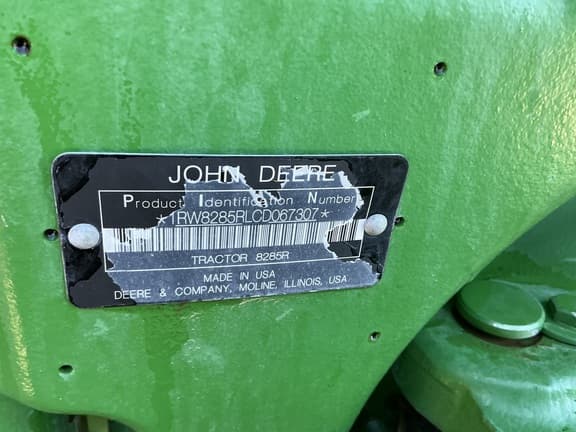 JOHN DEERE
Product Identification Number
*1RW8285RLCD067307*
TRACTOR 8285R
MADE IN USA
DEERE & COMPANY, MOLINE, ILLINOIS, USA